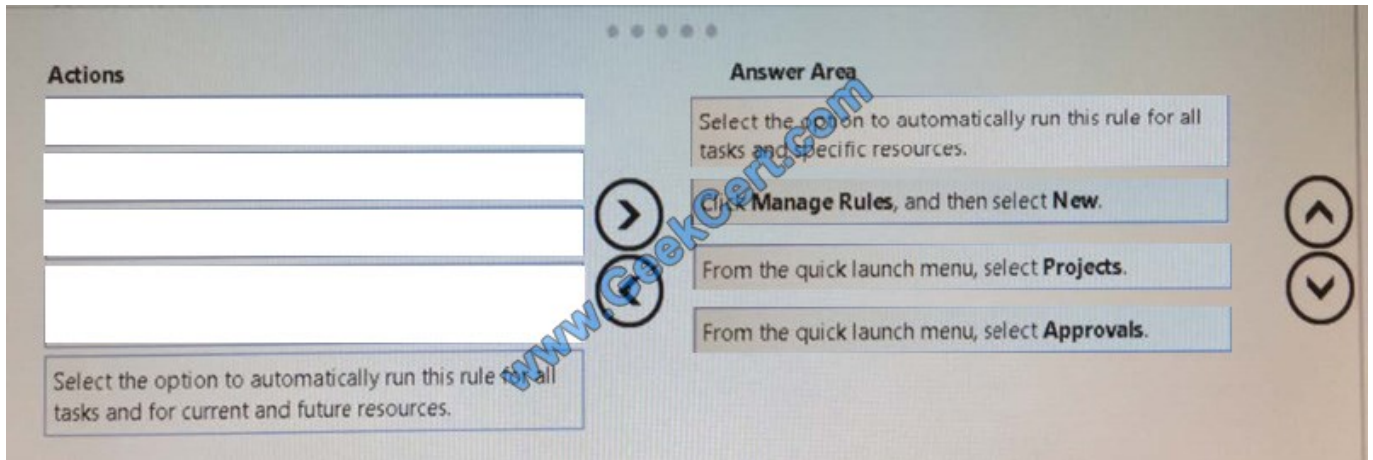 Actions
Answer Area
Select the option to automatically run this rule for all
tasks and specific resources.
Click Manage Rules, and then select New.
From the quick launch menu, select Projects.
From the quick launch menu, select Approvals.
Select the option to automatically run this rule for all
tasks and for current and future resources.
www.GeekCert.com